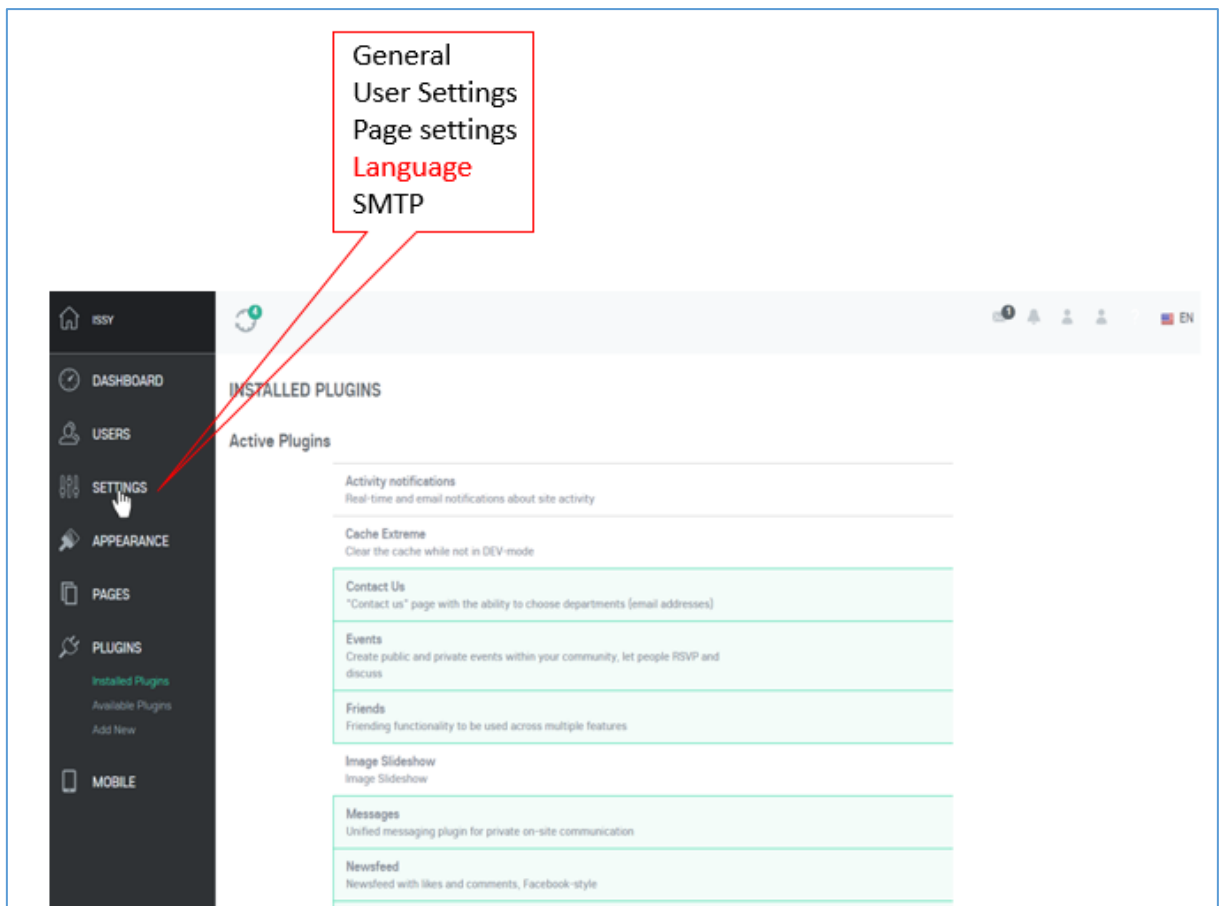 General
User Settings
Page settings
Language
SMTP
ISSY
4
1
EN
DASHBOARD
USERS
SETTINGS
APPEARANCE
PAGES
PLUGINS
Installed Plugins
Available Plugins
Add New
MOBILE
INSTALLED PLUGINS
Active Plugins
Activity notifications
Real-time and email notifications about site activity
Cache Extreme
Clear the cache while not in DEV-mode
Contact Us
"Contact us" page with the ability to choose departments (email addresses)
Events
Create public and private events within your community, let people RSVP and
discuss
Friends
Friending functionality to be used across multiple features
Image Slideshow
Image Slideshow
Messages
Unified messaging plugin for private on-site communication
Newsfeed
Newsfeed with likes and comments, Facebook-style